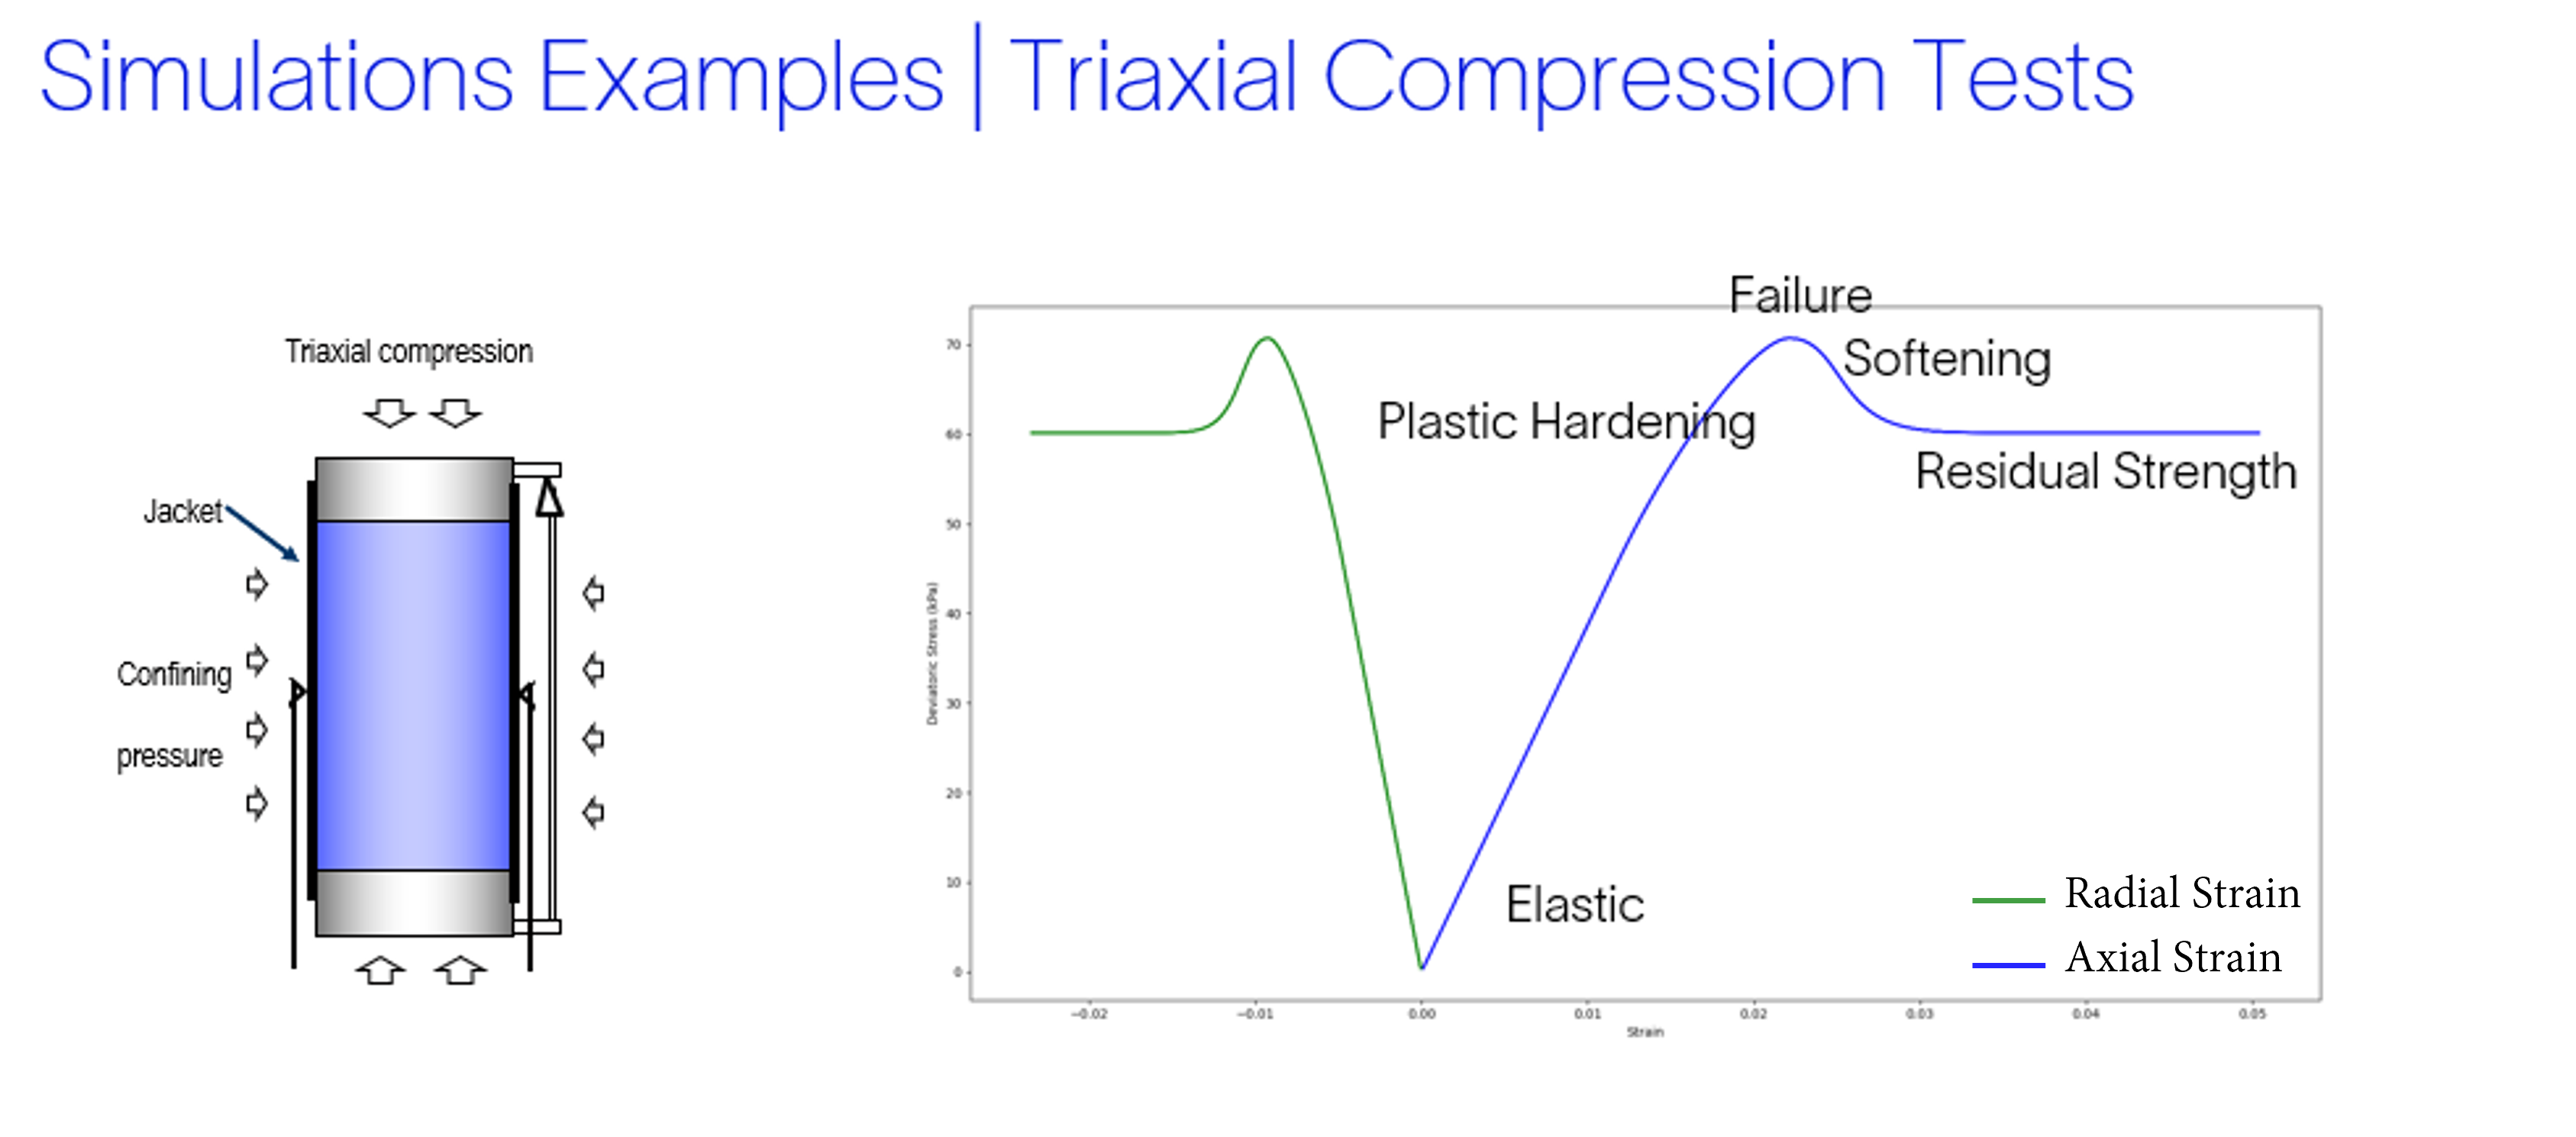 Simulations Examples | Triaxial Compression Tests
Triaxial compression
Jacket
Confining
pressure
Failure
Softening
Plastic Hardening
Residual Strength
Elastic
Radial Strain
Axial Strain
Deviatoric Stress (kPa)
70
60
50
40
30
20
10
0
−0.02
−0.01
0.00
0.01
0.02
0.03
0.04
0.05
Strain